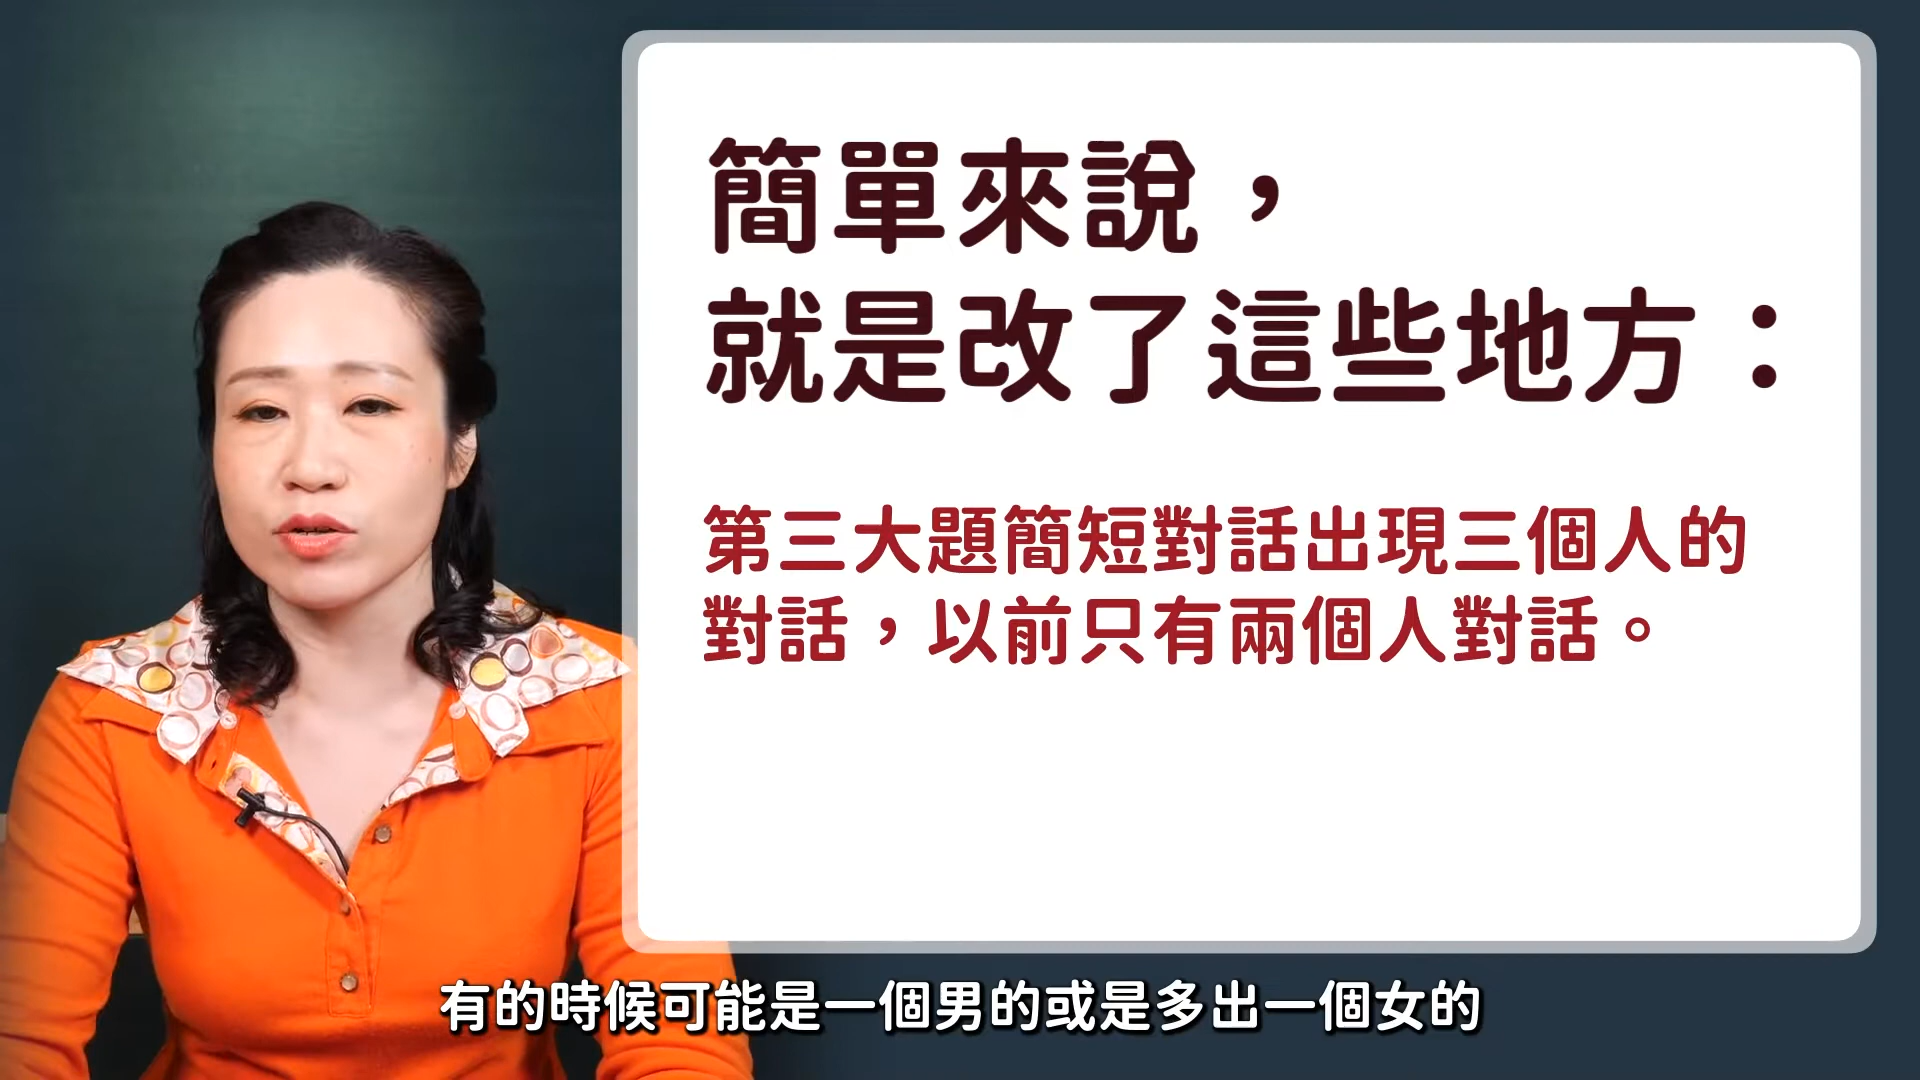 簡單來說，
就是改了這些地方：
第三大題簡短對話出現三個人的
對話，以前只有兩個人對話。
有的時候可能是一個男的或是多出一個女的